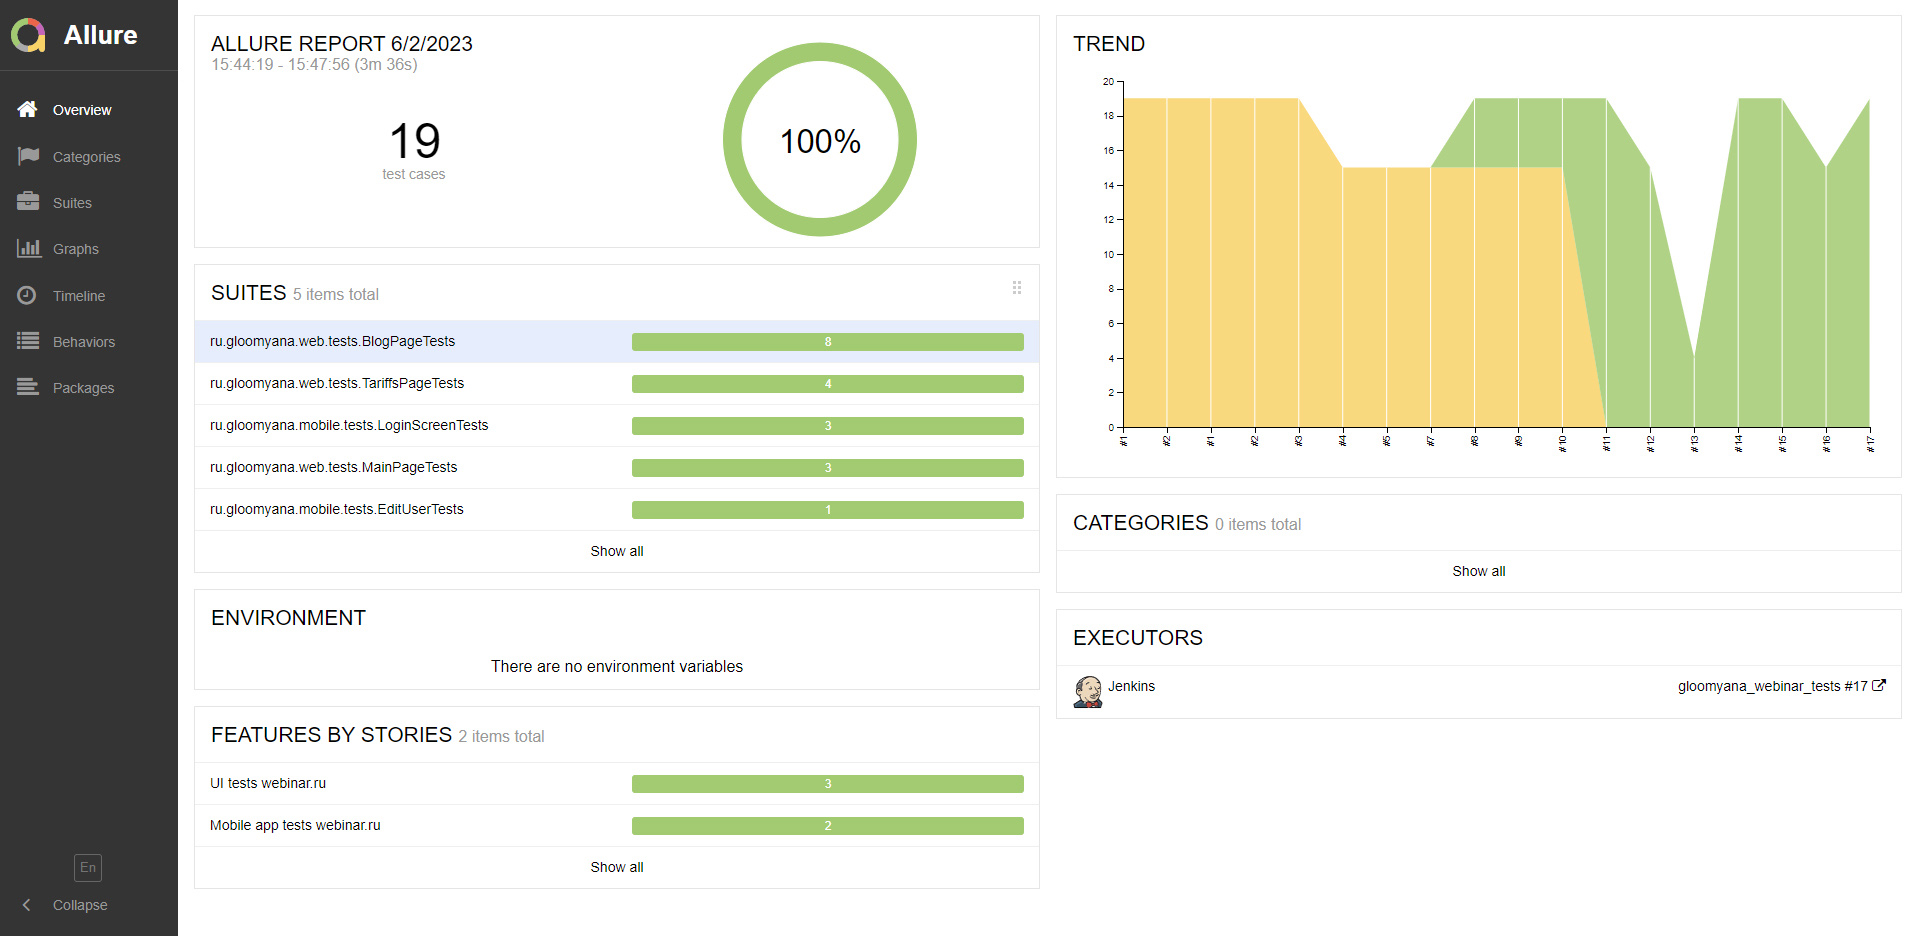 Allure
Overview
Categories
Suites
Graphs
Timeline
Behaviors
Packages
En
Collapse
ALLURE REPORT 6/2/2023
15:44:19 - 15:47:56 (3m 36s)
19
test cases
100%
SUITES 5 items total
ru.gloomyana.web.tests.BlogPageTests 8
ru.gloomyana.web.tests.TariffsPageTests 4
ru.gloomyana.mobile.tests.LoginScreenTests 3
ru.gloomyana.web.tests.MainPageTests 3
ru.gloomyana.mobile.tests.EditUserTests 1
Show all
ENVIRONMENT
There are no environment variables
FEATURES BY STORIES 2 items total
UI tests webinar.ru 3
Mobile app tests webinar.ru 2
Show all
TREND
20
18
16
14
12
10
8
6
4
2
0
#1 #2 #1 #2 #3 #4 #5 #7 #8 #9 #10 #11 #12 #13 #14 #15 #16 #17
CATEGORIES 0 items total
Show all
EXECUTORS
Jenkins gloomyana_webinar_tests #17